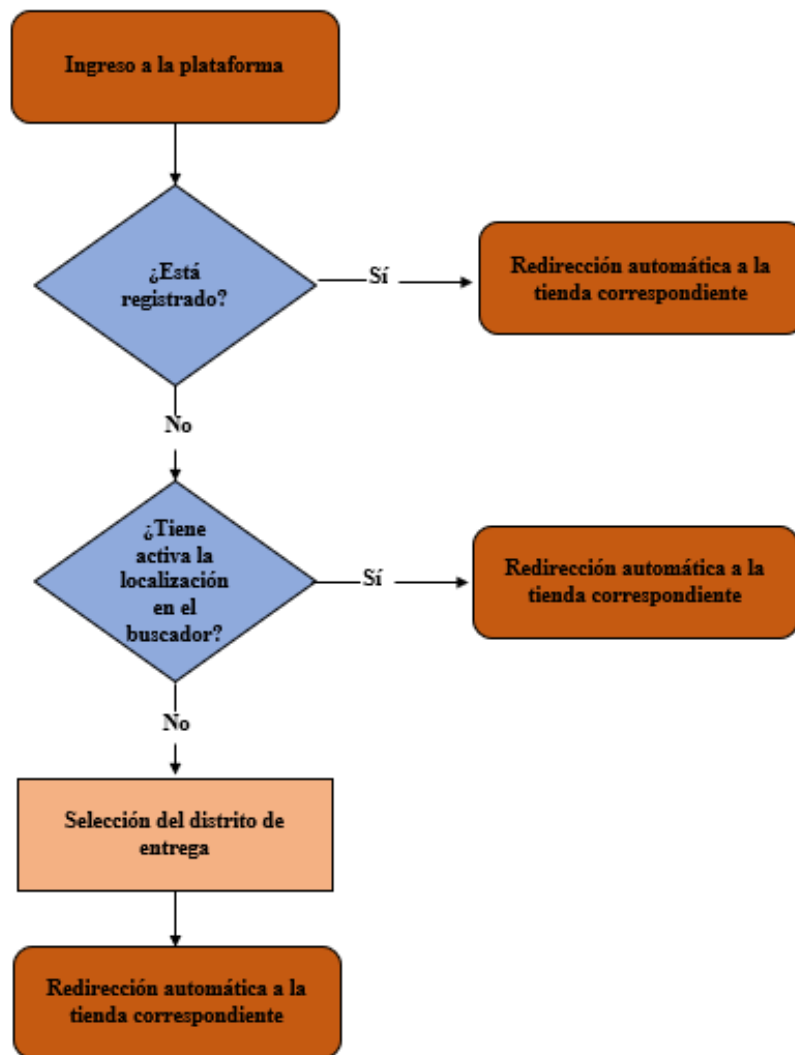 Ingreso a la plataforma
¿Está
registrado?
Sí
Redirección automática a la
tienda correspondiente
No
¿Tiene
activa la
localización
en el
buscador?
Sí
Redirección automática a la
tienda correspondiente
No
Selección del distrito de
entrega
Redirección automática a la
tienda correspondiente